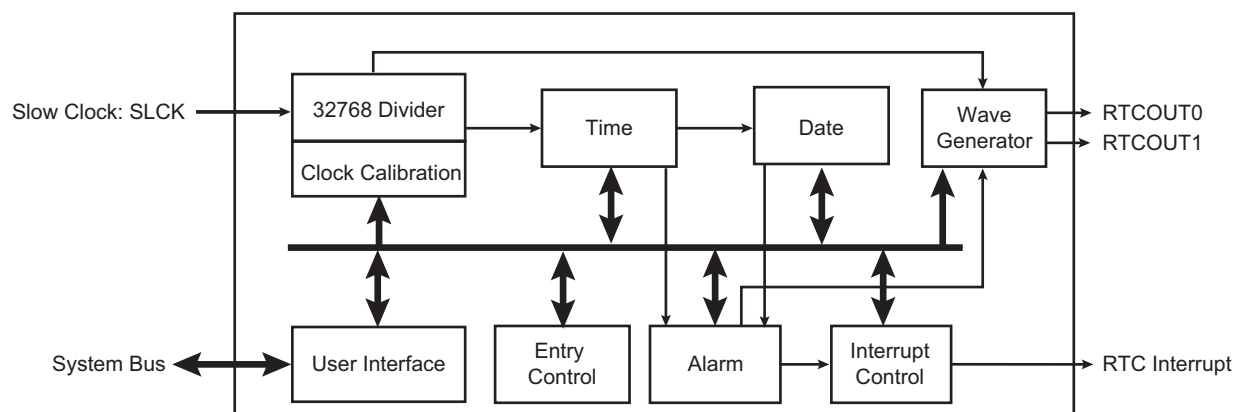 Slow Clock: SLCK
32768 Divider
Clock Calibration
Time
Date
Wave
Generator
RTCOUT0
RTCOUT1
System Bus
User Interface
Entry
Control
Alarm
Interrupt
Control
RTC Interrupt